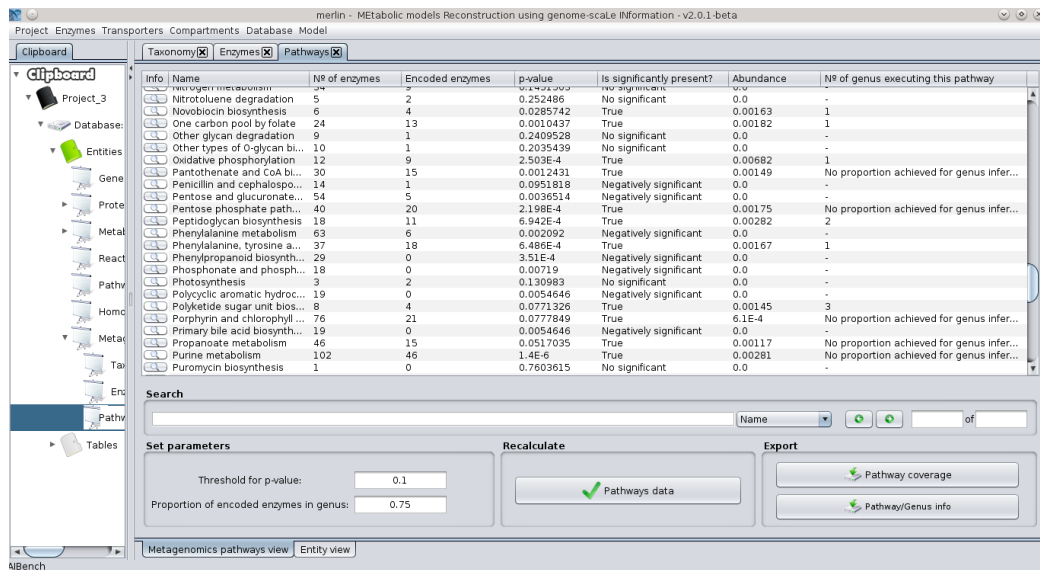 merlin - MEtabolic models Reconstruction using genome-scaLe INformation - v2.0.1-beta
Project Enzymes Transporters Compartments Database Model
Clipboard
Taxonomy Enzymes Pathways
Clipboard
Project_3
Database:
Entities
Gene
Prote
Metal
React
Pathw
Homo
Metag
Tax
Enz
Pathw
Tables
Info Name Nº of enzymes Encoded enzymes p-value Is significantly present? Abundance Nº of genus executing this pathway
Nitrogen metabolism 54 9 0.1451505 No significant 0.0 -
Nitrotoluene degradation 5 2 0.252486 No significant 0.0 -
Novobiocin biosynthesis 6 4 0.0285742 True 0.00163 1
One carbon pool by folate 24 13 0.0010437 True 0.00182 1
Other glycan degradation 9 1 0.2409528 No significant 0.0 -
Other types of O-glycan bi... 10 1 0.2035439 No significant 0.0 -
Oxidative phosphorylation 12 9 2.503E-4 True 0.00682 1
Pantothenate and CoA bi... 30 15 0.0012431 True 0.00149 No proportion achieved for genus infer...
Penicillin and cephalospo... 14 1 0.0951818 Negatively significant 0.0 -
Pentose and glucuronate... 54 5 0.0036514 Negatively significant 0.0 -
Pentose phosphate path... 40 20 2.198E-4 True 0.00175 No proportion achieved for genus infer...
Peptidoglycan biosynthesis 18 11 5.942E-4 True 0.00282 2
Phenylalanine metabolism 63 6 0.002092 Negatively significant 0.0 -
Phenylalanine, tyrosine a... 37 18 6.486E-4 True 0.00167 1
Phenylpropanoid biosynth... 29 0 3.51E-4 Negatively significant 0.0 -
Phosphonate and phosph... 18 0 0.00719 Negatively significant 0.0 -
Photosynthesis 3 2 0.130983 No significant 0.0 -
Polycyclic aromatic hydroc... 19 0 0.0054646 Negatively significant 0.0 -
Polyketide sugar unit bios... 8 4 0.0771326 True 0.00145 3
Porphyrin and chlorophyll ... 76 21 0.0777849 True 6.1E-4 No proportion achieved for genus infer...
Primary bile acid biosynth... 19 0 0.0054646 Negatively significant 0.0 -
Propanoate metabolism 46 15 0.0517035 True 0.00117 No proportion achieved for genus infer...
Purine metabolism 102 46 1.4E-6 True 0.00281 No proportion achieved for genus infer...
Puromycin biosynthesis 1 0 0.7603615 No significant 0.0 -
Search
Name of
Set parameters
Threshold for p-value: 0.1
Proportion of encoded enzymes in genus: 0.75
Recalculate
Pathways data
Export
Pathway coverage
Pathway/Genus info
Metagenomics pathways view Entity view
AIBench